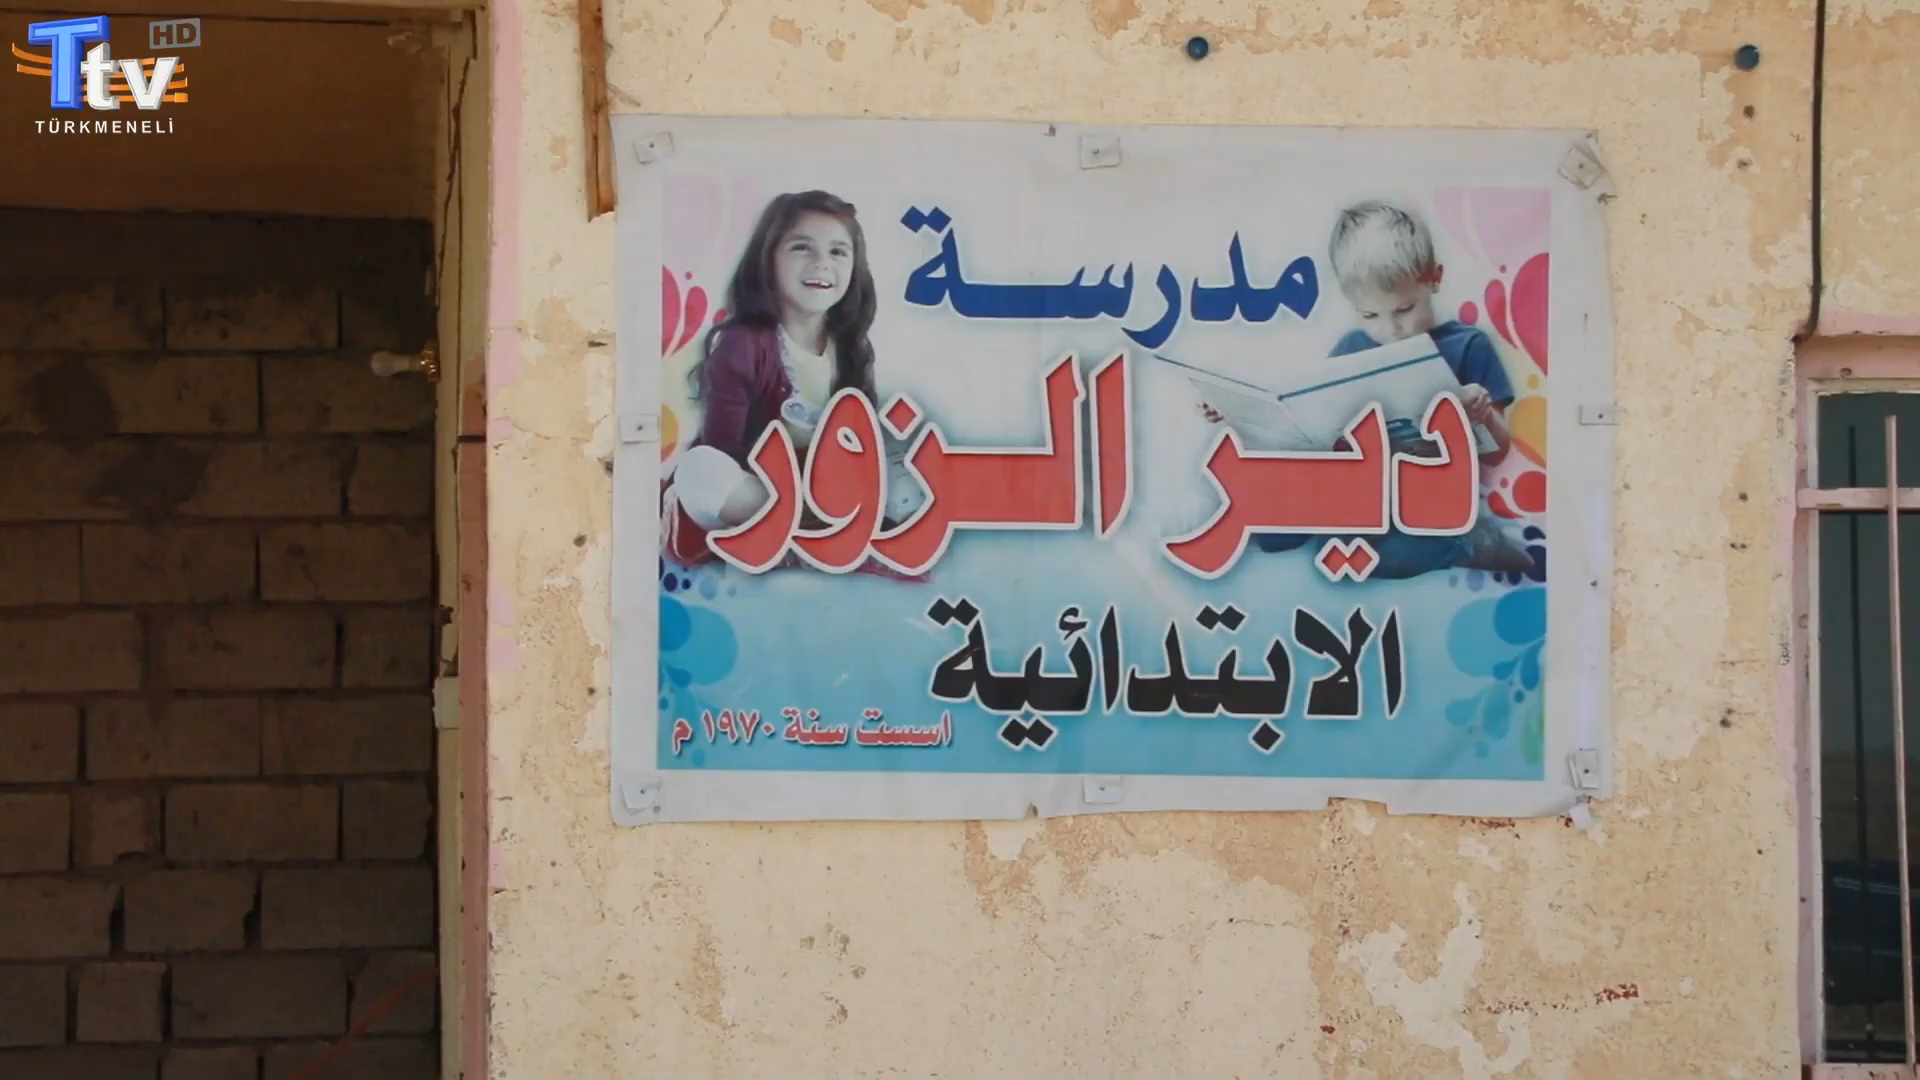 Ttv HD
TÜRKMENELİ
مدرسة
دير الزور
الابتدائية
اسست سنة ١٩٧٠ م